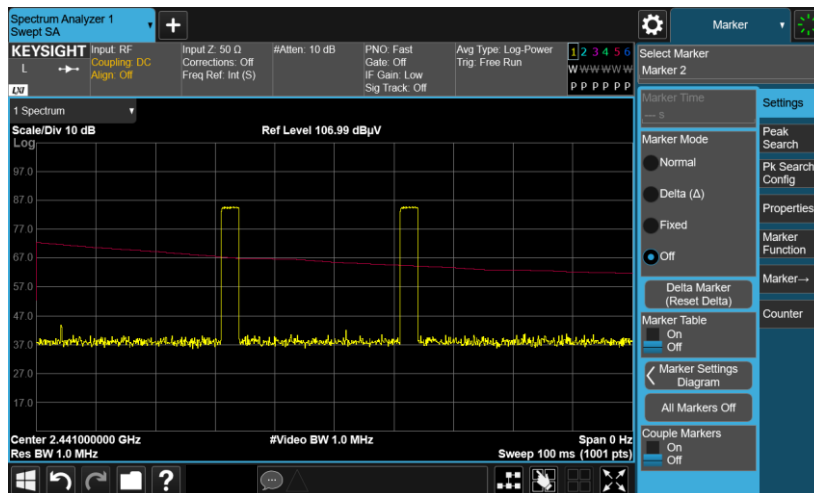 Spectrum Analyzer 1
Swept SA
+
Marker
KEYSIGHT
L
LXI
Input: RF
Coupling: DC
Align: Off
Input Z: 50 Ω
Corrections: Off
Freq Ref: Int (S)
#Atten: 10 dB
PNO: Fast
Gate: Off
IF Gain: Low
Sig Track: Off
Avg Type: Log-Power
Trig: Free Run
1 2 3 4 5 6
W W W W W W
P P P P P P
Select Marker
Marker 2
1 Spectrum
Scale/Div 10 dB
Ref Level 106.99 dBµV
Log
97.0
87.0
77.0
67.0
57.0
47.0
37.0
27.0
17.0
Center 2.441000000 GHz
#Video BW 1.0 MHz
Span 0 Hz
Res BW 1.0 MHz
Sweep 100 ms (1001 pts)
Marker Time
--- s
Marker Mode
Normal
Delta (Δ)
Fixed
Off
Delta Marker
(Reset Delta)
Marker Table
On
Off
Marker Settings
Diagram
All Markers Off
Couple Markers
On
Off
Settings
Peak
Search
Pk Search
Config
Properties
Marker
Function
Marker→
Counter
?